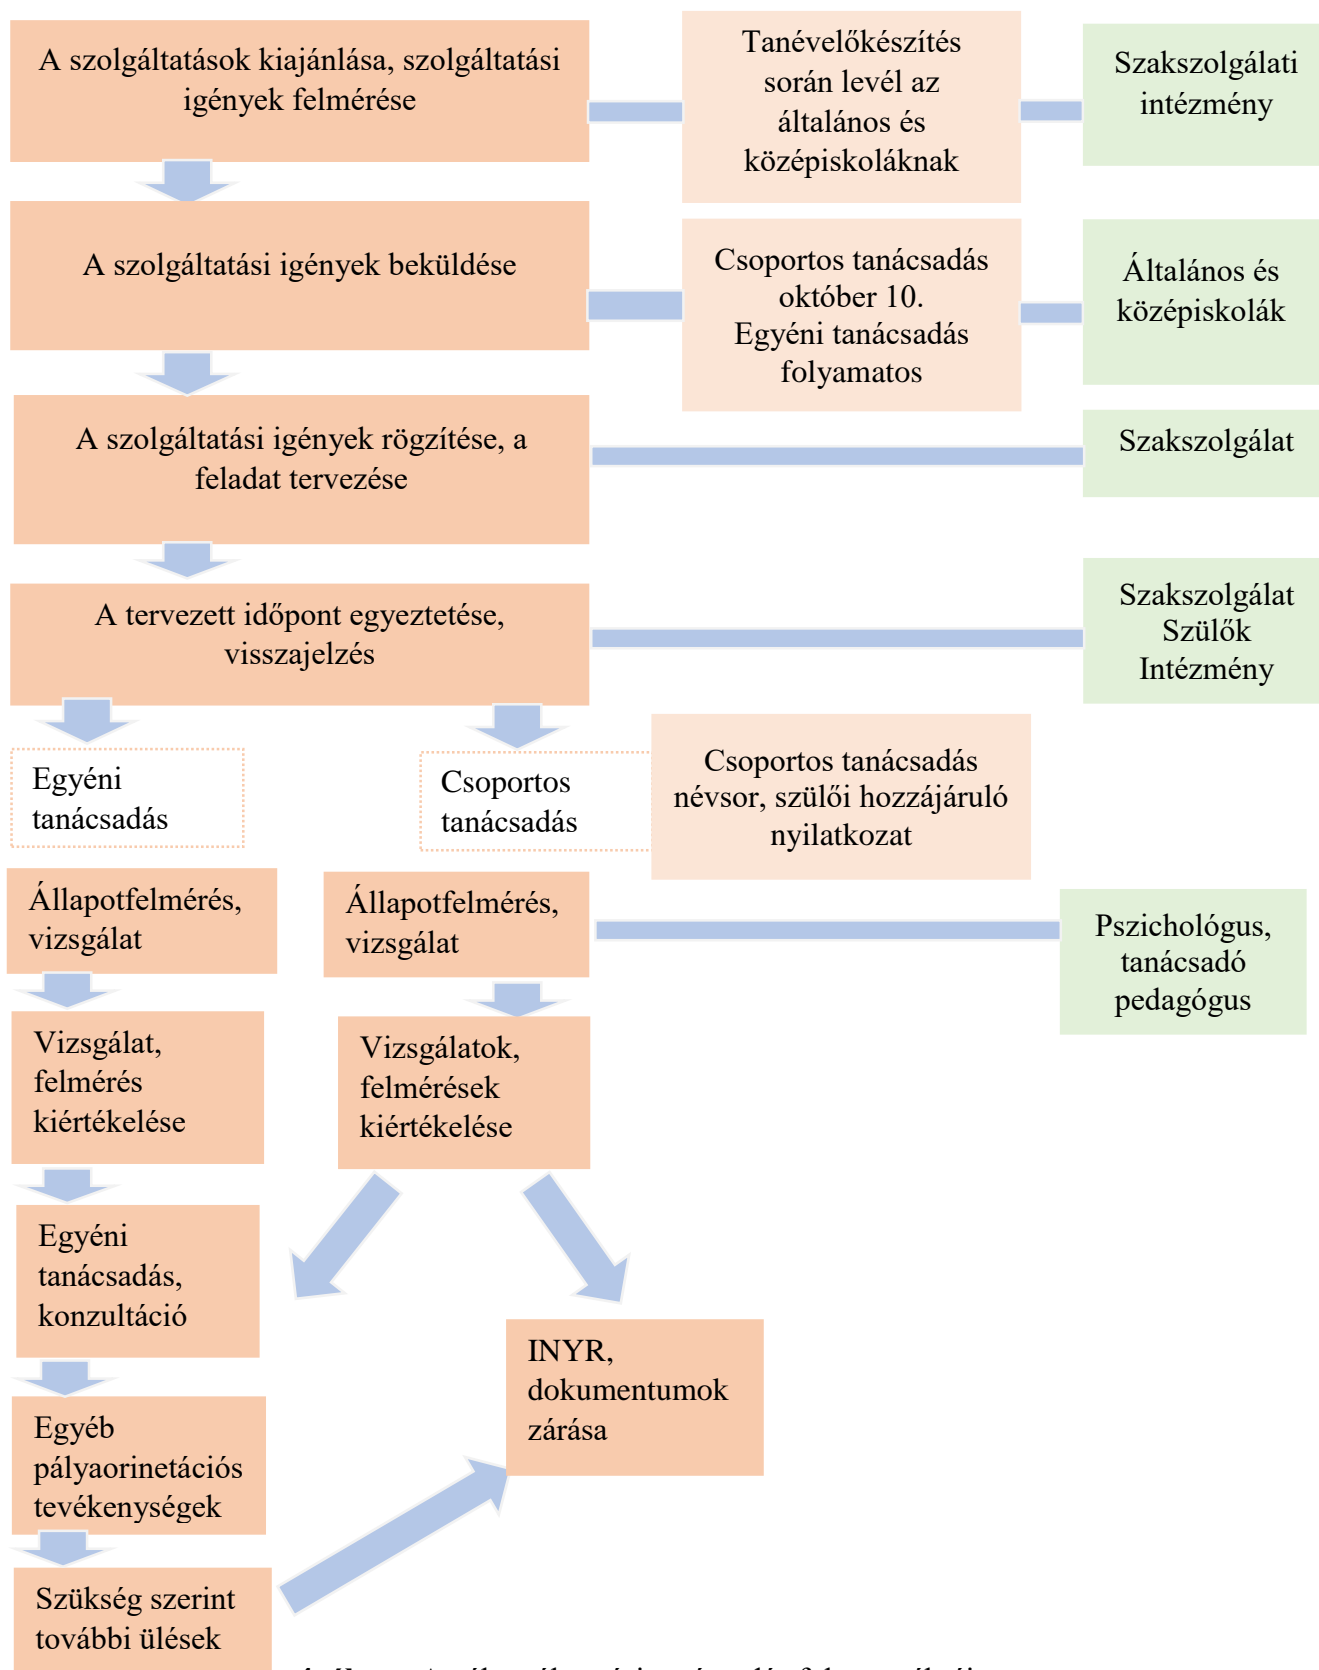 A szolgáltatások kiajánlása, szolgáltatási
igények felmérése
Tanévelőkészítés
során levél az
általános és
középiskoláknak
Szakszolgálati
intézmény
A szolgáltatási igények beküldése
Csoportos tanácsadás
október 10.
Egyéni tanácsadás
folyamatos
Általános és
középiskolák
A szolgáltatási igények rögzítése, a
feladat tervezése
Szakszolgálat
A tervezett időpont egyeztetése,
visszajelzés
Szakszolgálat
Szülők
Intézmény
Egyéni
tanácsadás
Csoportos
tanácsadás
Csoportos tanácsadás
névsor, szülői hozzájáruló
nyilatkozat
Állapotfelmérés,
vizsgálat
Állapotfelmérés,
vizsgálat
Pszichológus,
tanácsadó
pedagógus
Vizsgálat,
felmérés
kiértékelése
Vizsgálatok,
felmérések
kiértékelése
Egyéni
tanácsadás,
konzultáció
INYR,
dokumentumok
zárása
Egyéb
pályaorinetációs
tevékenységek
Szükség szerint
további ülések